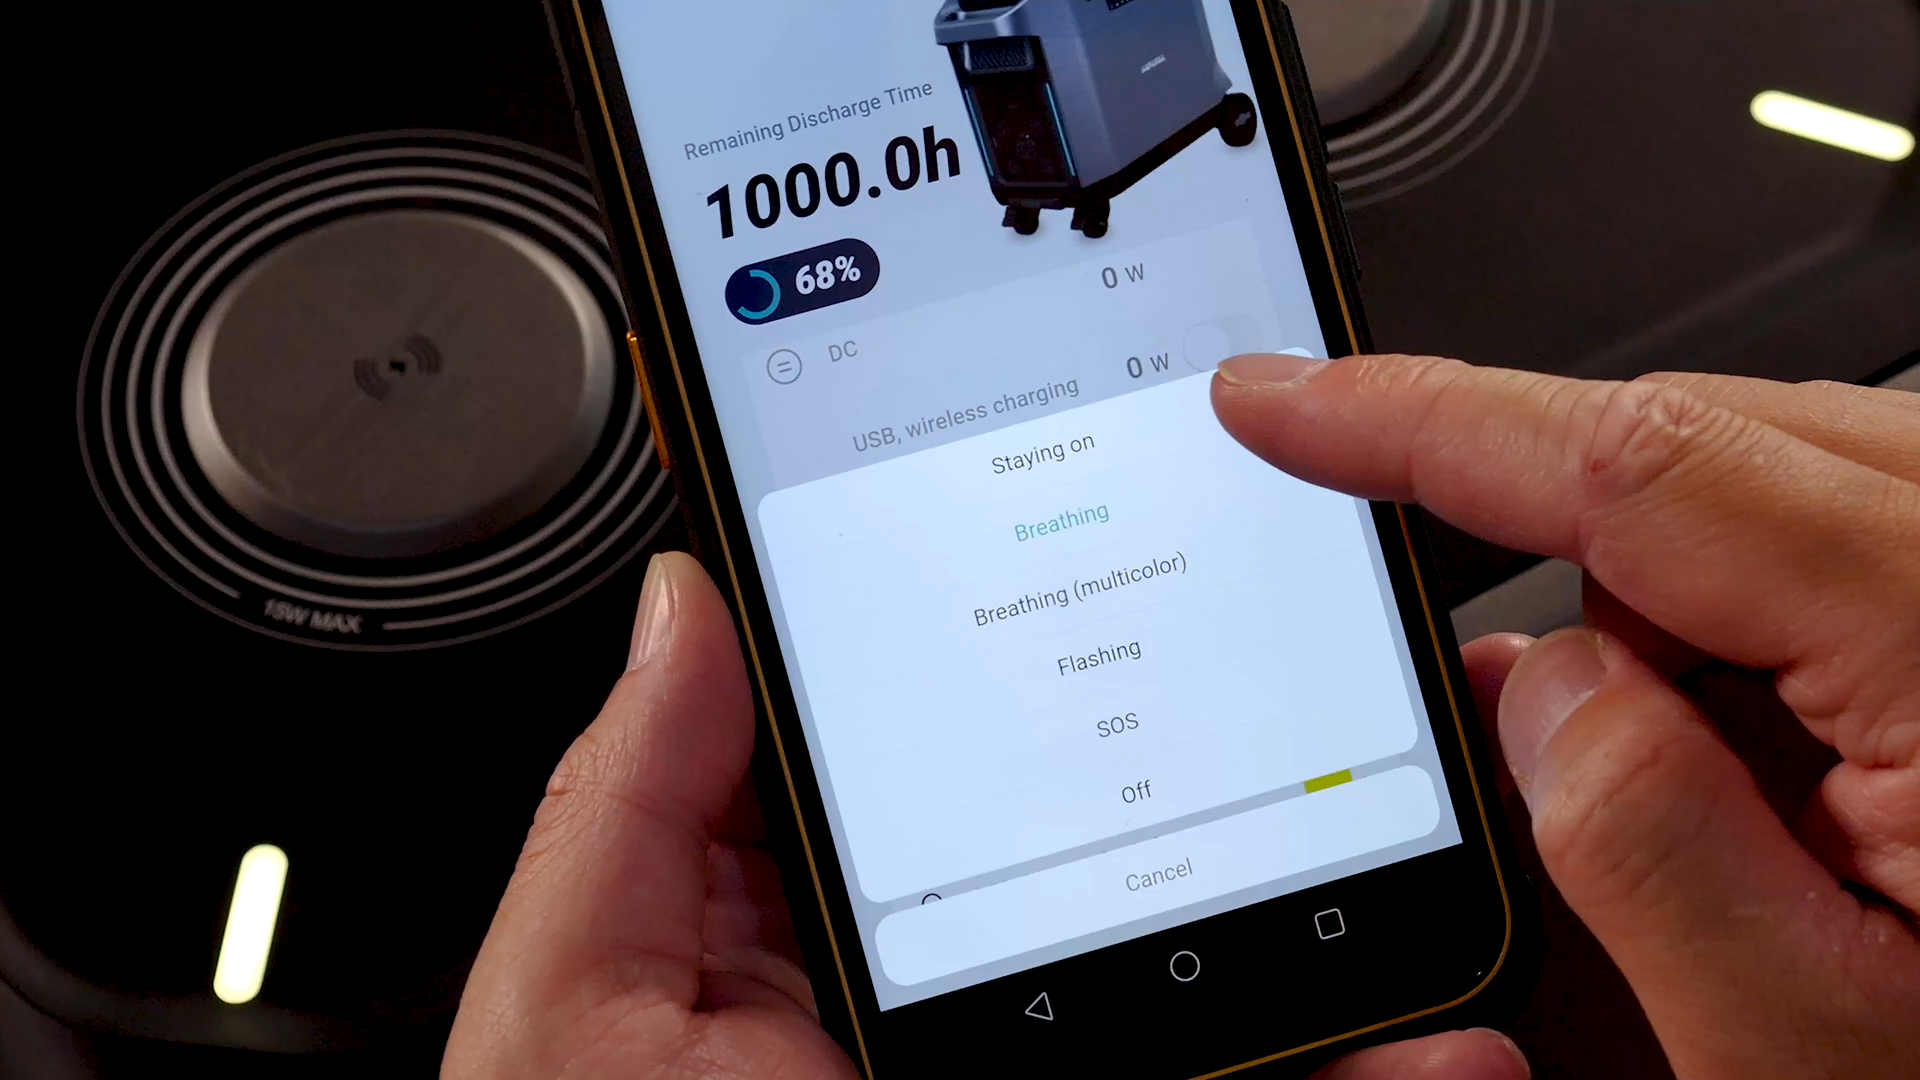 Remaining Discharge Time
1000.0h
68%
0 W
DC
0 W
USB, wireless charging
Staying on
Breathing
Breathing (multicolor)
Flashing
SOS
Off
Cancel
15W MAX